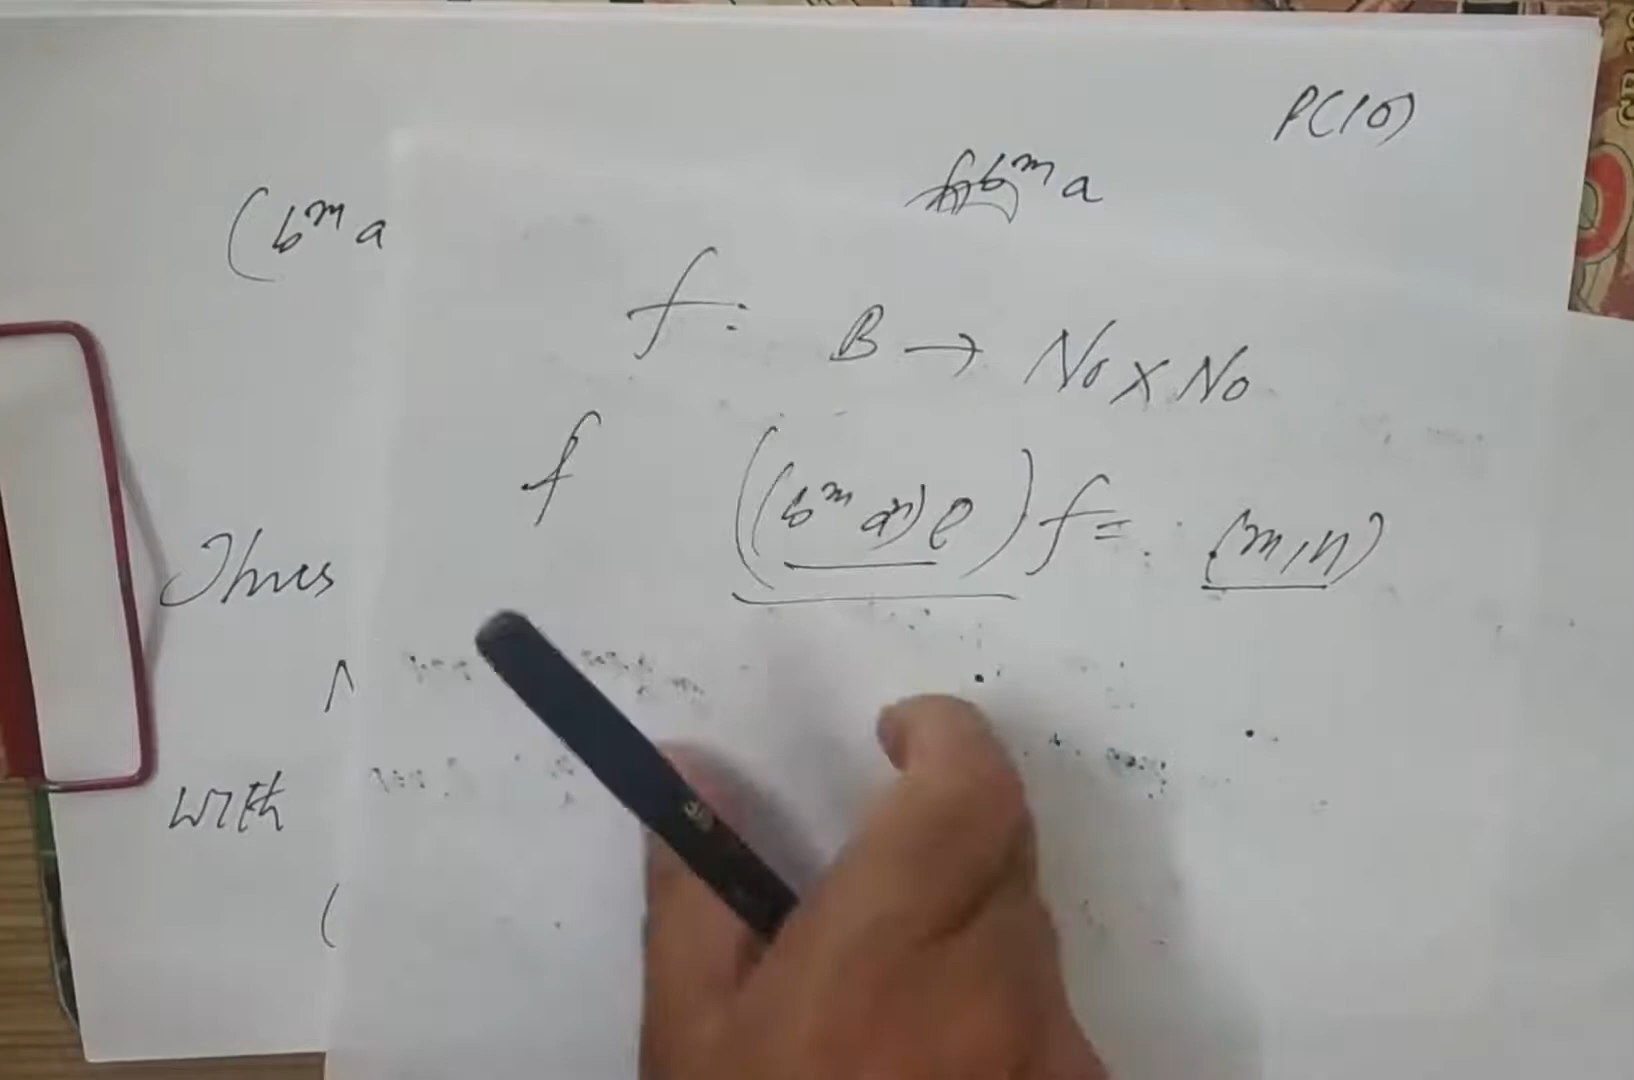 P(10)
b^m a
(b^m a
f: B → N₀ × N₀
f ((b^m a^n)ρ) f = (m, n)
Thus
with
(